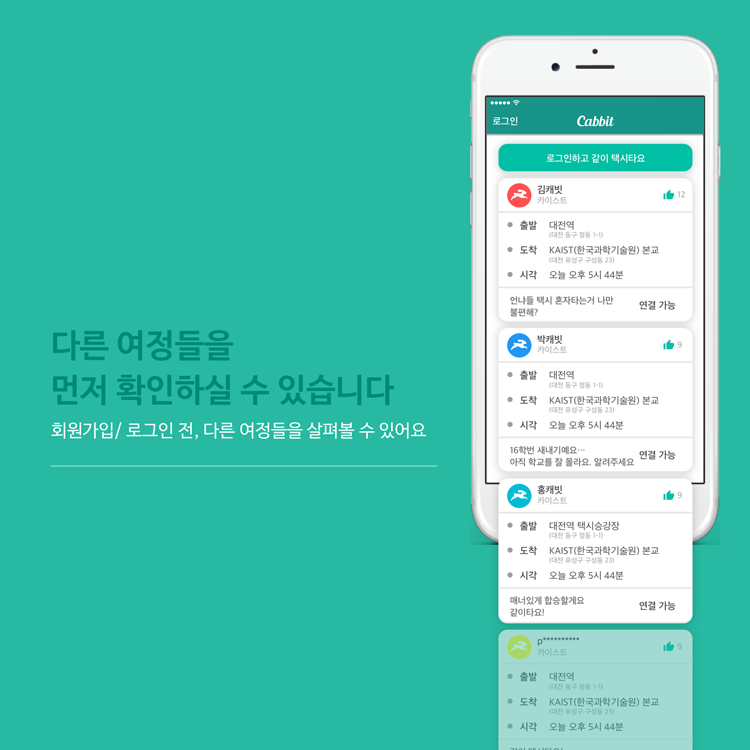 다른 여정들을
먼저 확인하실 수 있습니다
회원가입/ 로그인 전, 다른 여정들을 살펴볼 수 있어요
로그인
Cabbit
로그인하고 같이 택시타요
김캐빗
12
카이스트
출발 대전역
(대전 동구 정동 1-1)
도착 KAIST(한국과학기술원) 본교
(대전 유성구 구성동 23)
시각 오늘 오후 5시 44분
언냐들 택시 혼자타는거 나만
불편해?
연결 가능
박캐빗
9
카이스트
출발 대전역
(대전 동구 정동 1-1)
도착 KAIST(한국과학기술원) 본교
(대전 유성구 구성동 23)
시각 오늘 오후 5시 44분
16학번 새내기예요…
아직 학교를 잘 몰라요. 알려주세요
연결 가능
홍캐빗
9
카이스트
출발 대전역 택시승강장
(대전 동구 정동 1-1)
도착 KAIST(한국과학기술원) 본교
(대전 유성구 구성동 23)
시각 오늘 오후 5시 44분
매너있게 합승할게요
같이타요!
연결 가능
p**********
9
카이스트
출발 대전역
(대전 동구 정동 1-1)
도착 KAIST(한국과학기술원) 본교
(대전 유성구 구성동 23)
시각 오늘 오후 5시 44분